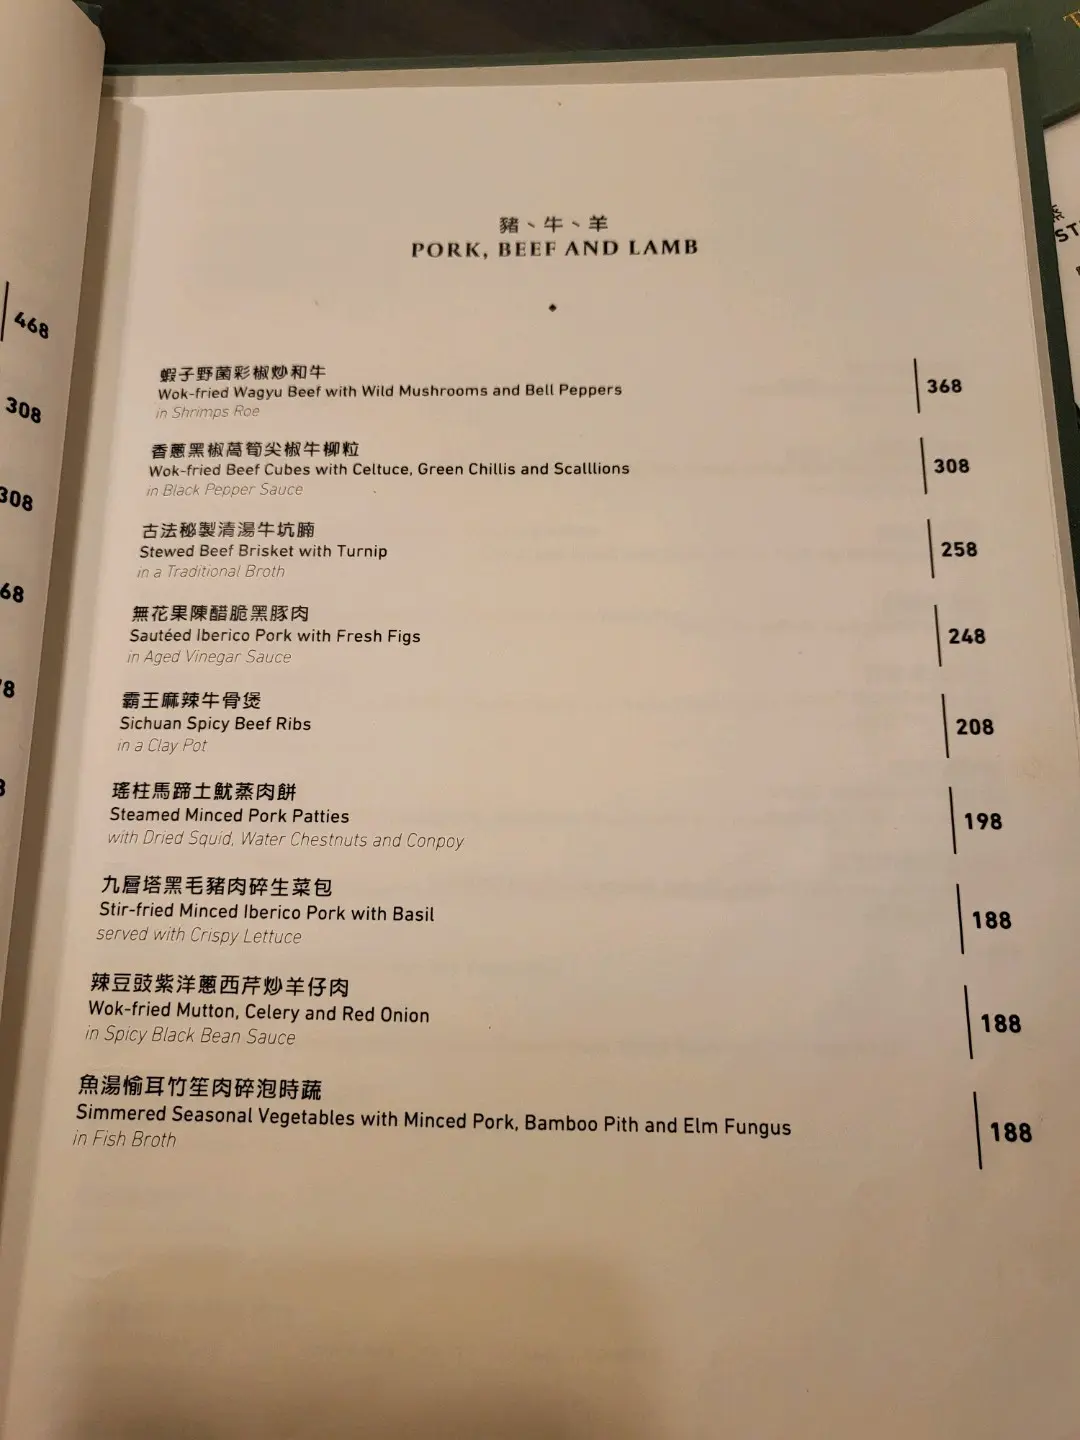 468
308
308
68
78
8
豬、牛、羊
PORK, BEEF AND LAMB
蝦子野菌彩椒炒和牛
Wok-fried Wagyu Beef with Wild Mushrooms and Bell Peppers
in Shrimps Roe
368
香蔥黑椒萵筍尖椒牛柳粒
Wok-fried Beef Cubes with Celtuce, Green Chillis and Scalllions
in Black Pepper Sauce
308
古法秘製清湯牛坑腩
Stewed Beef Brisket with Turnip
in a Traditional Broth
258
無花果陳醋脆黑豚肉
Sautéed Iberico Pork with Fresh Figs
in Aged Vinegar Sauce
248
霸王麻辣牛骨煲
Sichuan Spicy Beef Ribs
in a Clay Pot
208
瑤柱馬蹄土魷蒸肉餅
Steamed Minced Pork Patties
with Dried Squid, Water Chestnuts and Conpoy
198
九層塔黑毛豬肉碎生菜包
Stir-fried Minced Iberico Pork with Basil
served with Crispy Lettuce
188
辣豆豉紫洋蔥西芹炒羊仔肉
Wok-fried Mutton, Celery and Red Onion
in Spicy Black Bean Sauce
188
魚湯愉耳竹笙肉碎泡時蔬
Simmered Seasonal Vegetables with Minced Pork, Bamboo Pith and Elm Fungus
in Fish Broth
188